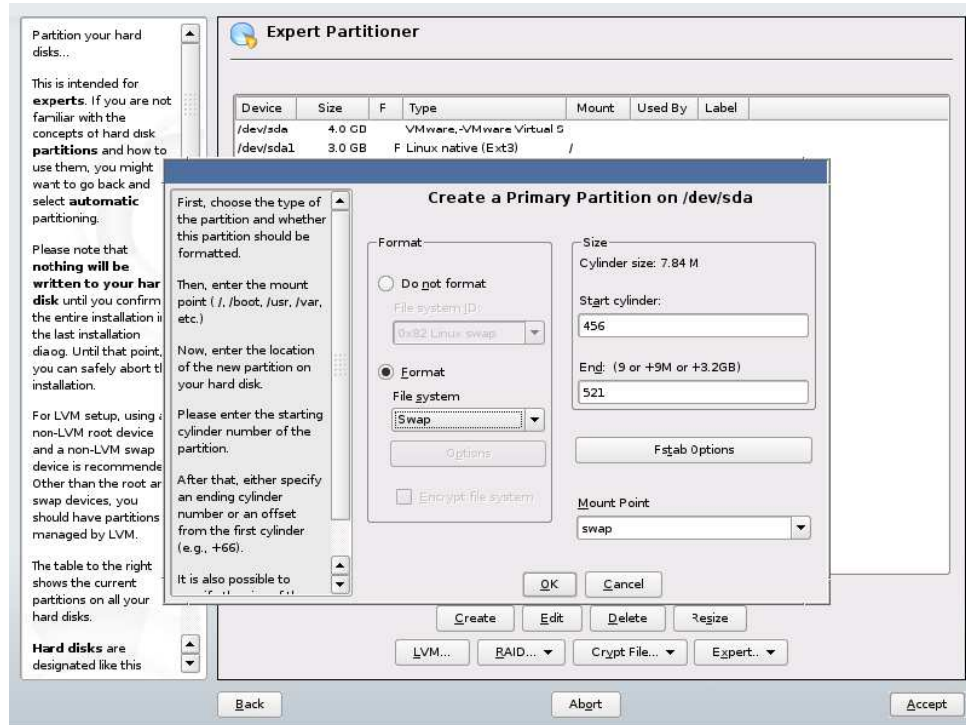 Partition your hard
disks...
This is intended for
experts. If you are not
familiar with the
concepts of hard disk
partitions and how to
use them, you might
want to go back and
select automatic
partitioning.
Please note that
nothing will be
written to your har
disk until you confirm
the entire installation i
the last installation
diaog. Until that point,
you can safely abort t
installation.
For LVM setup, using
non-LVM root device
and a non-LVM swap
device is recommende
Other than the root ar
swap devices, you
should have partitions
managed by LVM.
The table to the right
shows the current
partitions on all your
hard disks.
Hard disks are
designated like this
Expert Partitioner
Device Size F Type Mount Used By Label
/dev/sda 4.0 GB VMware,-VMware Virtual S
/dev/sda1 3.0 GB F Linux native (Ext3) /
First, choose the type of
the partition and whether
this partition should be
formatted.
Then, enter the mount
point ( /, /boot, /usr, /var,
etc.)
Now, enter the location
of the new partition on
your hard disk.
Please enter the starting
cylinder number of the
partition.
After that, either specify
an ending cylinder
number or an offset
from the first cylinder
(e.g., +66).
It is also possible to
Create a Primary Partition on /dev/sda
Format
Do not format
File system ID:
0x82 Linux swap
Format
File system
Swap
Options
Encrypt file system
Size
Cylinder size: 7.84 M
Start cylinder:
456
End: (9 or +9M or +3.2GB)
521
Fstab Options
Mount Point
swap
OK Cancel
Create Edit Delete Resize
LVM... RAID... Crypt File... Expert..
Back Abort Accept